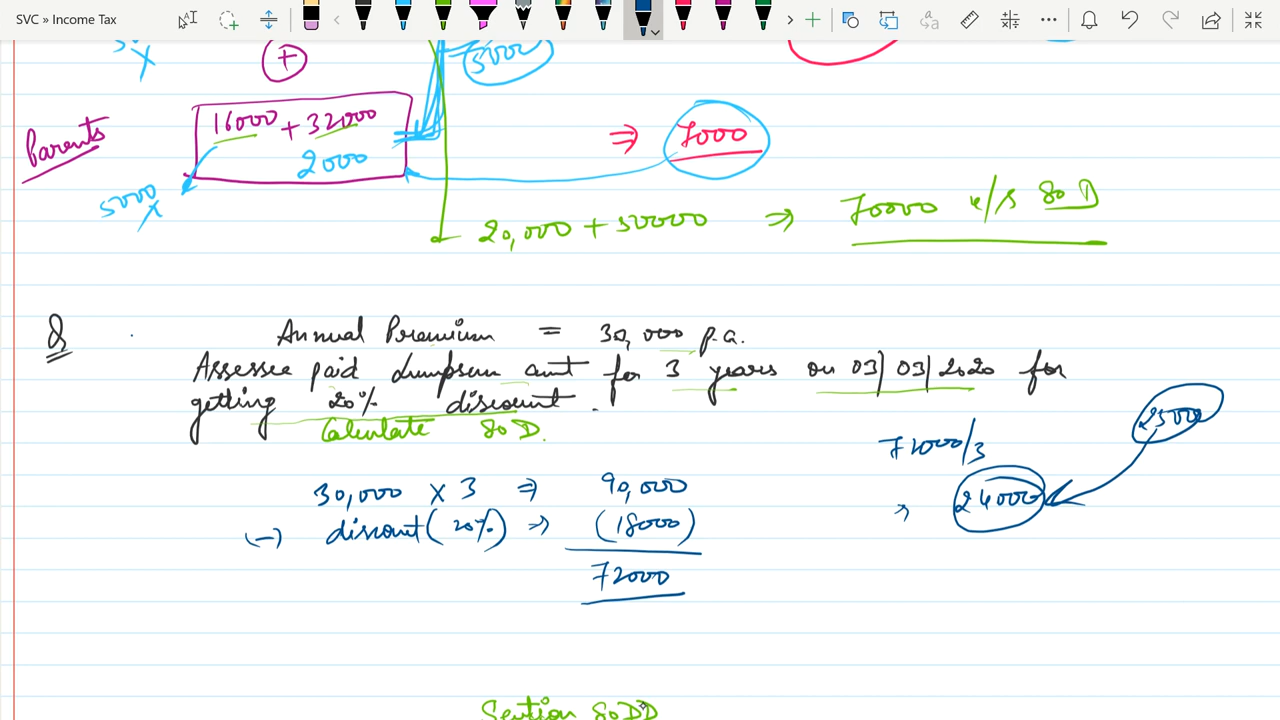 SVC » Income Tax
5000
Parents
16000 + 32000
⇒ 7000
2000
5000
x
20,000 + 50000 ⇒ 70000 u/s 80 D
Q
Annual Premium = 30,000 p.a.
Assessee paid lumpsum amt for 3 years on 03/03/2020 for
getting 20% discount.
Calculate 80D.
25000
72000/3
30,000 x 3 ⇒ 90,000
24000
(-) discount (20%) ⇒ (18000)
72000
Section 80DD